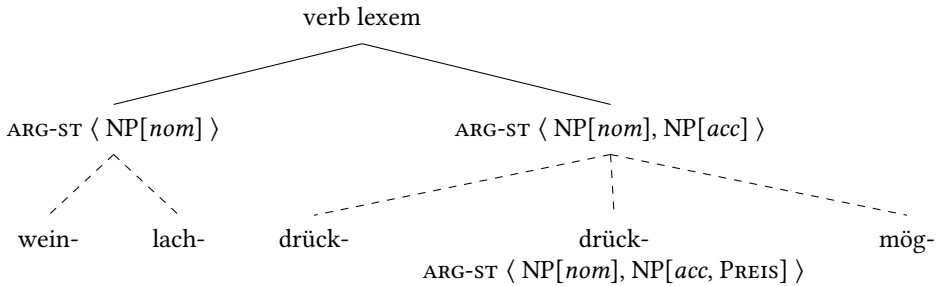 verb lexem
ARG-ST ⟨ NP[nom] ⟩ ARG-ST ⟨ NP[nom], NP[acc] ⟩
wein- lach- drück- drück- mög-
ARG-ST ⟨ NP[nom], NP[acc, PREIS] ⟩